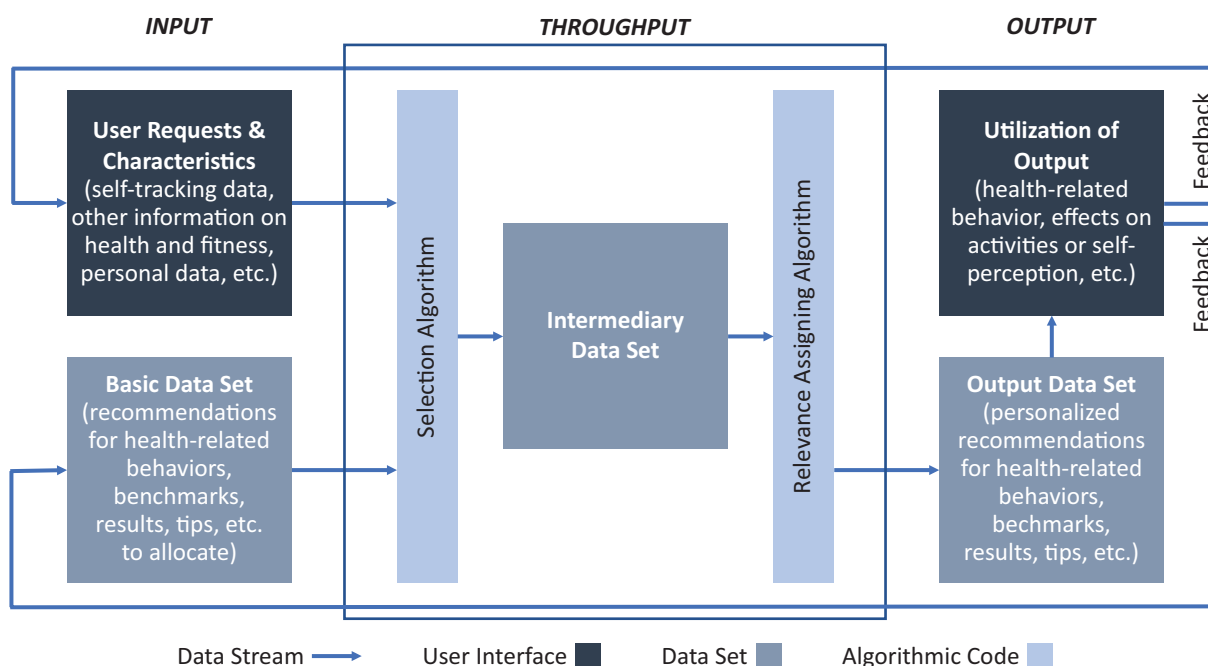 INPUT
THROUGHPUT
OUTPUT
User Requests &
Characteristics
(self-tracking data,
other information on
health and fitness,
personal data, etc.)
Basic Data Set
(recommendations
for health-related
behaviors,
benchmarks,
results, tips, etc.
to allocate)
Selection Algorithm
Intermediary
Data Set
Relevance Assigning Algorithm
Utilization of
Output
(health-related
behavior, effects on
activities or self-
perception, etc.)
Output Data Set
(personalized
recommendations
for health-related
behaviors,
bechmarks,
results, tips, etc.)
Feedback
Feedback
Data Stream
User Interface
Data Set
Algorithmic Code